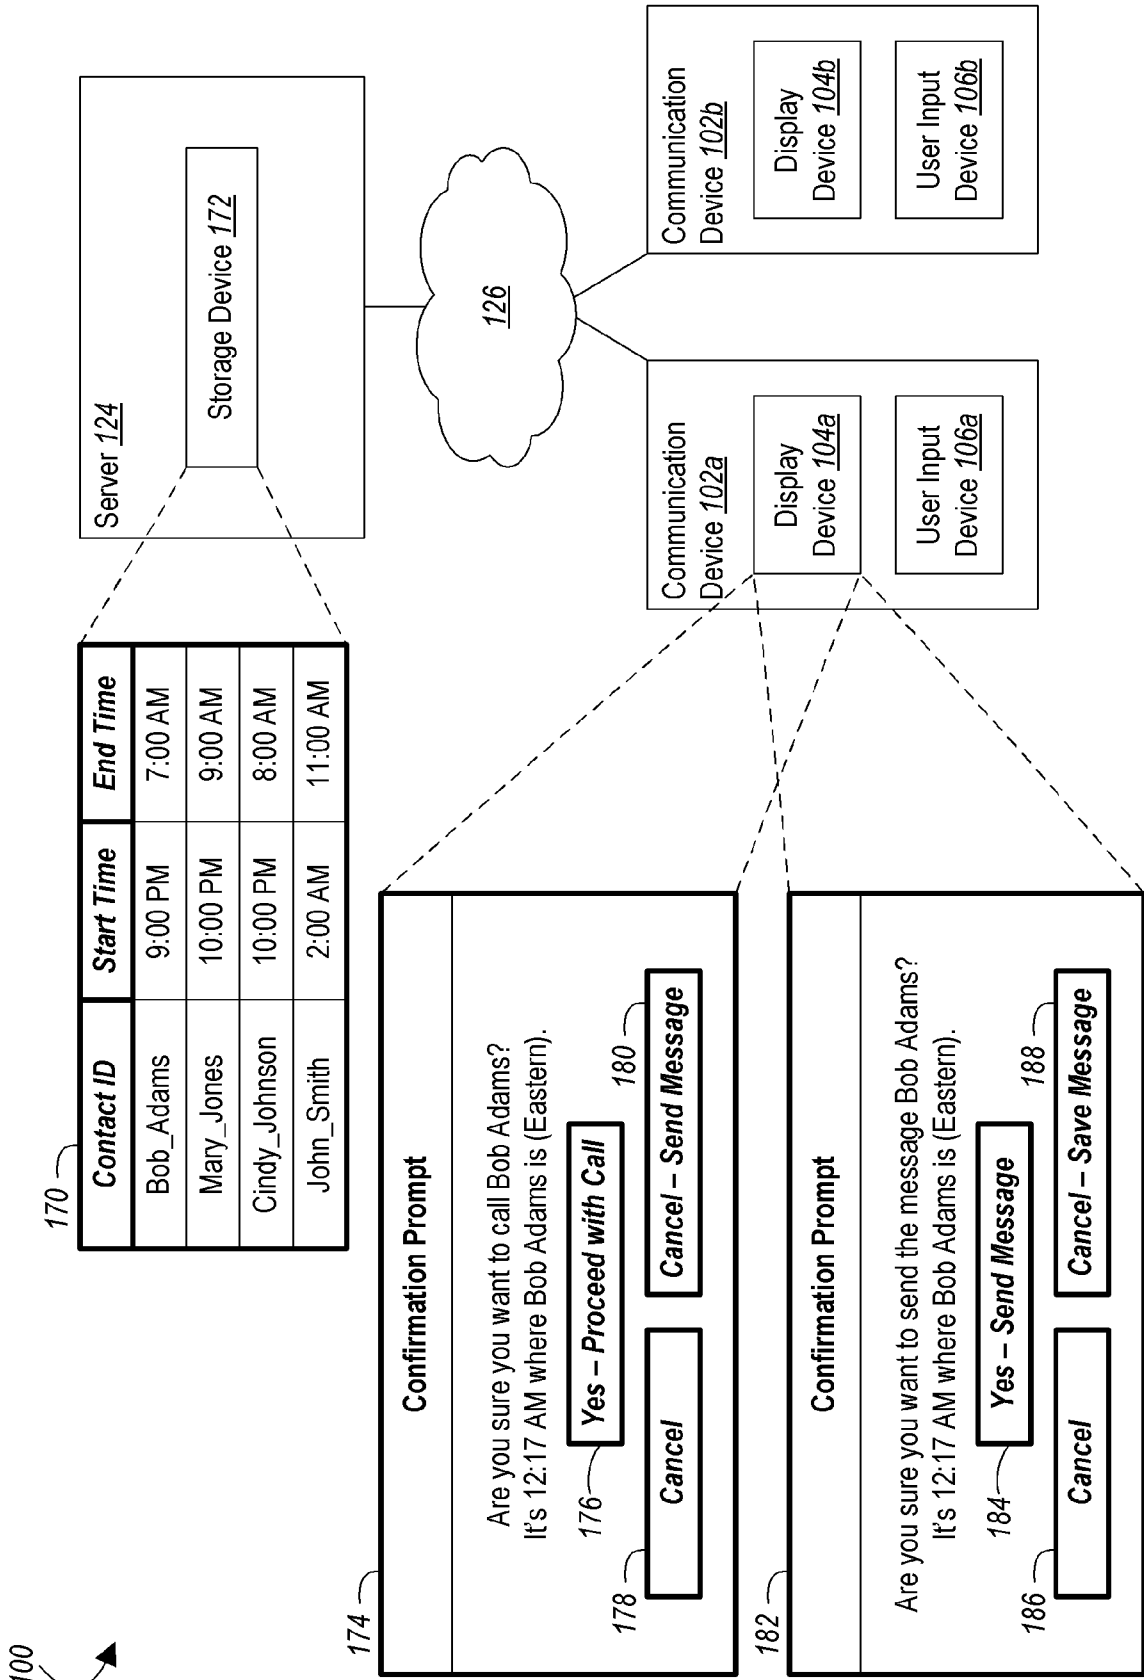 100
170
Contact ID Start Time End Time
Bob_Adams 9:00 PM 7:00 AM
Mary_Jones 10:00 PM 9:00 AM
Cindy_Johnson 10:00 PM 8:00 AM
John_Smith 2:00 AM 11:00 AM
Server 124
Storage Device 172
126
174
Confirmation Prompt
Are you sure you want to call Bob Adams?
It's 12:17 AM where Bob Adams is (Eastern).
176
Yes – Proceed with Call
178
Cancel
180
Cancel – Send Message
182
Confirmation Prompt
Are you sure you want to send the message Bob Adams?
It's 12:17 AM where Bob Adams is (Eastern).
184
Yes – Send Message
186
Cancel
188
Cancel – Save Message
Communication
Device 102a
Display
Device 104a
User Input
Device 106a
Communication
Device 102b
Display
Device 104b
User Input
Device 106b